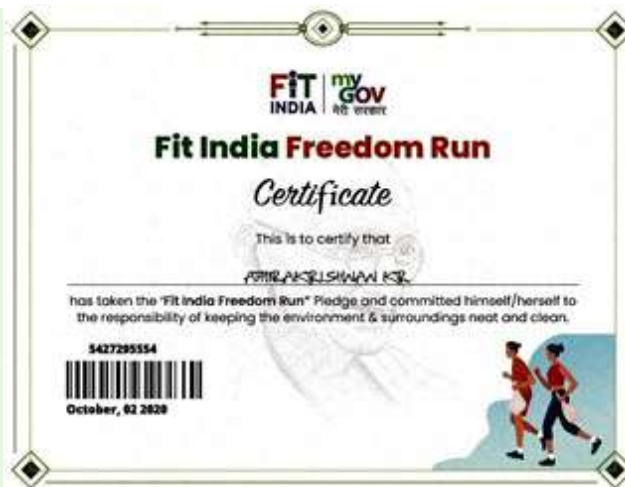 FiT INDIA
my GOV
मेरी सरकार
Fit India Freedom Run
Certificate
This is to certify that
KR
has taken the "Fit India Freedom Run" Pledge and committed himself/herself to
the responsibility of keeping the environment & surroundings neat and clean.
5427295554
October, 02 2020